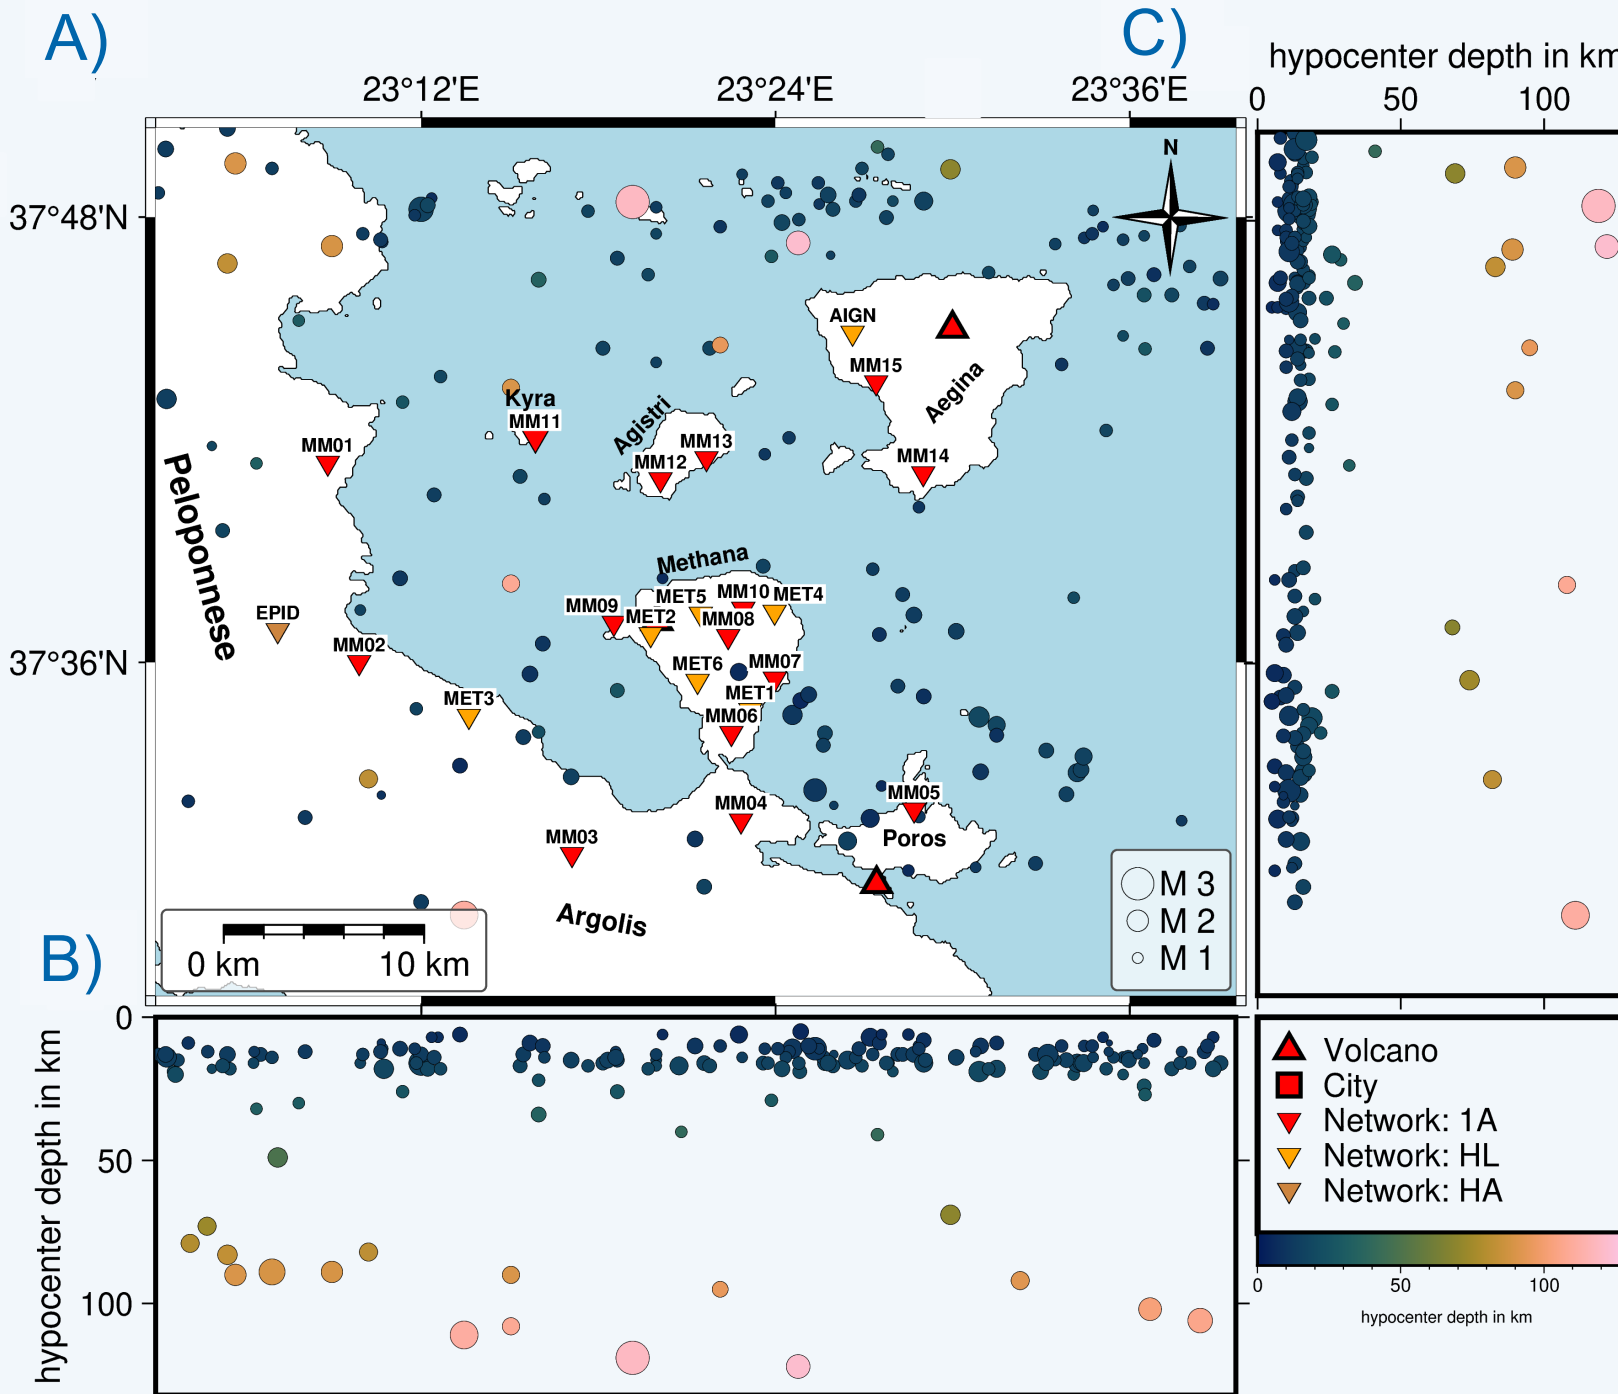 A)
C)
hypocenter depth in km
23°12'E
23°24'E
23°36'E
0
50
100
N
37°48'N
AIGN
MM15
Aegina
Kyra
MM11
Agistri
MM13
MM12
MM14
MM01
Peloponnese
Methana
MM10
MET4
MET5
MM09
MET2
MM08
EPID
MM02
37°36'N
MET6
MM07
MET1
MET3
MM06
MM05
MM04
MM03
Poros
Argolis
M 3
M 2
M 1
0 km
10 km
B)
hypocenter depth in km
0
50
100
Volcano
City
Network: 1A
Network: HL
Network: HA
0
50
100
hypocenter depth in km